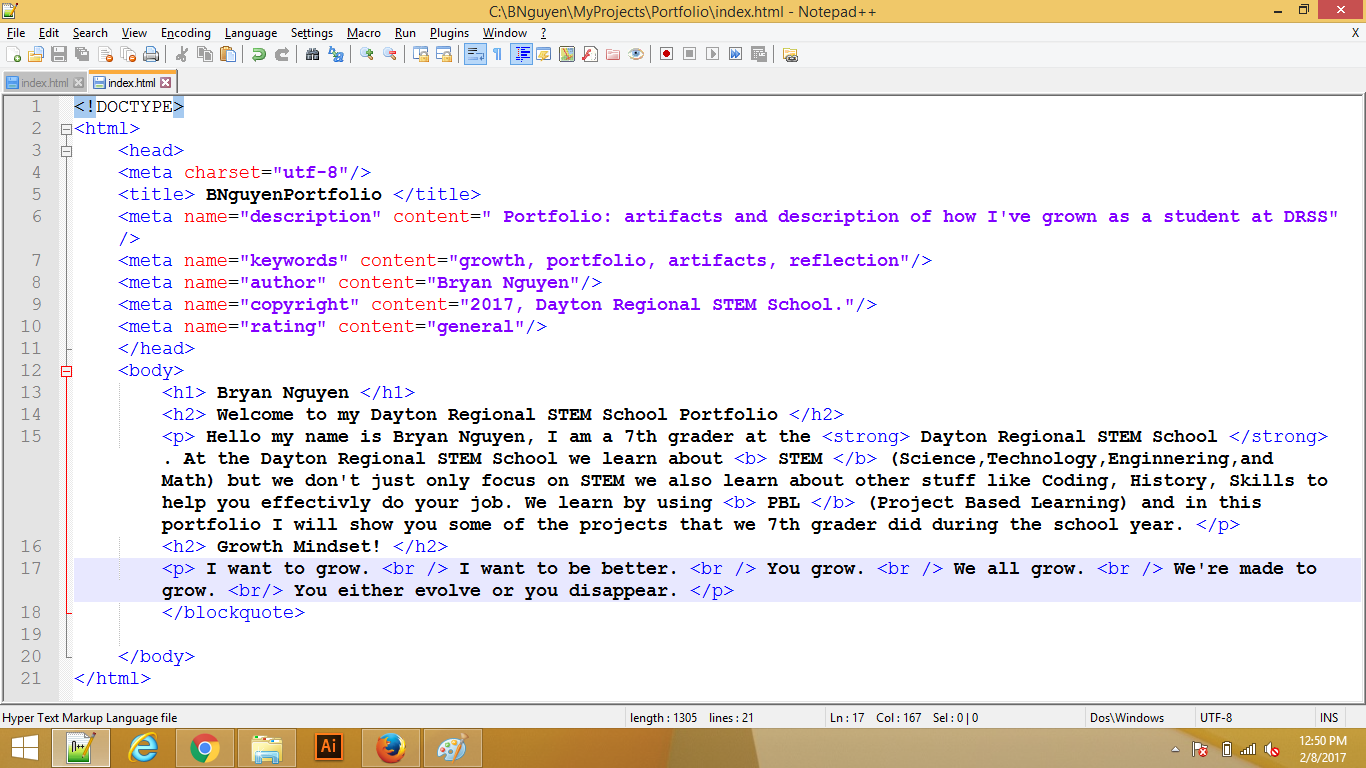 C:\BNguyen\MyProjects\Portfolio\index.html - Notepad++
File Edit Search View Encoding Language Settings Macro Run Plugins Window ? X
index.html index.html
1 <!DOCTYPE>
2 <html>
3 <head>
4 <meta charset="utf-8"/>
5 <title> BNguyenPortfolio </title>
6 <meta name="description" content=" Portfolio: artifacts and description of how I've grown as a student at DRSS"
/>
7 <meta name="keywords" content="growth, portfolio, artifacts, reflection"/>
8 <meta name="author" content="Bryan Nguyen"/>
9 <meta name="copyright" content="2017, Dayton Regional STEM School."/>
10 <meta name="rating" content="general"/>
11 </head>
12 <body>
13 <h1> Bryan Nguyen </h1>
14 <h2> Welcome to my Dayton Regional STEM School Portfolio </h2>
15 <p> Hello my name is Bryan Nguyen, I am a 7th grader at the <strong> Dayton Regional STEM School </strong>
. At the Dayton Regional STEM School we learn about <b> STEM </b> (Science,Technology,Enginnering,and
Math) but we don't just only focus on STEM we also learn about other stuff like Coding, History, Skills to
help you effectivly do your job. We learn by using <b> PBL </b> (Project Based Learning) and in this
portfolio I will show you some of the projects that we 7th grader did during the school year. </p>
16 <h2> Growth Mindset! </h2>
17 <p> I want to grow. <br /> I want to be better. <br /> You grow. <br /> We all grow. <br /> We're made to
grow. <br/> You either evolve or you disappear. </p>
18 </blockquote>
19
20 </body>
21 </html>
Hyper Text Markup Language file length : 1305 lines : 21 Ln : 17 Col : 167 Sel : 0 | 0 Dos\Windows UTF-8 INS
Ai
12:50 PM
2/8/2017